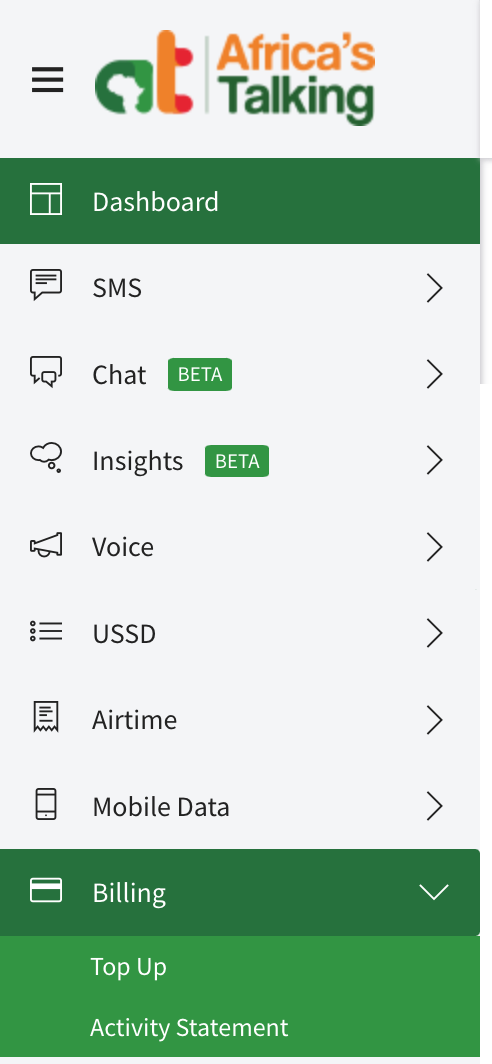 Africa's
Talking
Dashboard
SMS
Chat BETA
Insights BETA
Voice
USSD
Airtime
Mobile Data
Billing
Top Up
Activity Statement